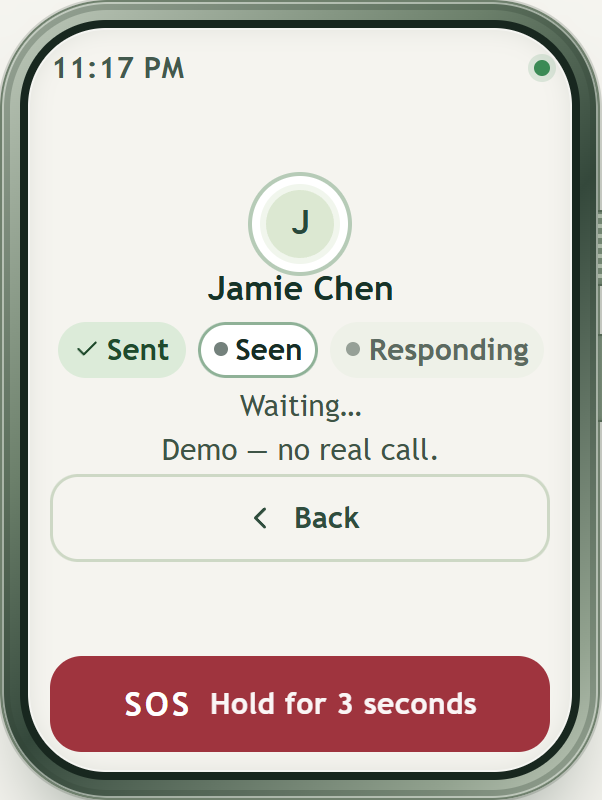 11:17 PM
J
Jamie Chen
Sent Seen Responding
Waiting...
Demo — no real call.
Back
SOS Hold for 3 seconds